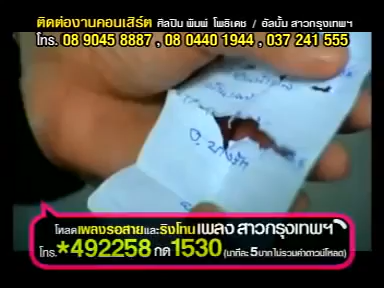 ติดต่องานคอนเสิร์ต ศิลปิน พิมพ์ โพธิเดช / อัลบั้ม สาวกรุงเทพฯ
โทร. 08 9045 8887 , 08 0440 1944 , 037 241 555
โหลดเพลงรอสายและริงโทนเพลง สาวกรุงเทพฯ
โทร.*492258 กด 1530 (นาทีละ 5 บาทไม่รวมค่าดาวน์โหลด)